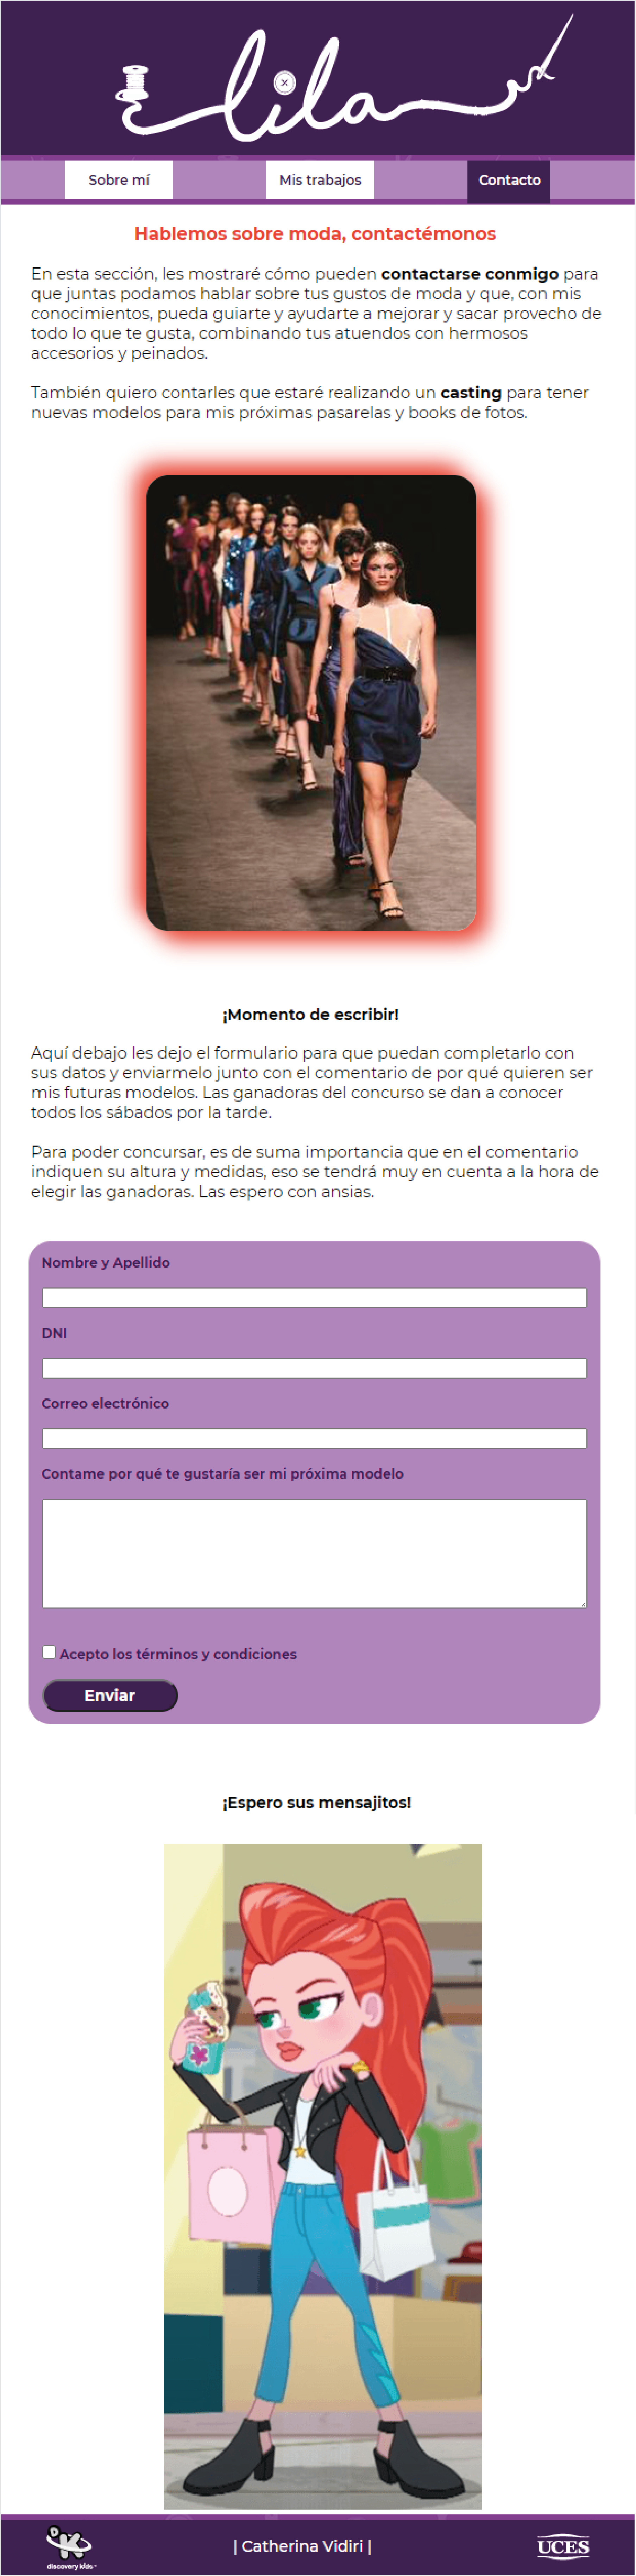 lila
Sobre mí
Mis trabajos
Contacto
Hablemos sobre moda, contactémonos
En esta sección, les mostraré cómo pueden contactarse conmigo para
que juntas podamos hablar sobre tus gustos de moda y que, con mis
conocimientos, pueda guiarte y ayudarte a mejorar y sacar provecho de
todo lo que te gusta, combinando tus atuendos con hermosos
accesorios y peinados.
También quiero contarles que estaré realizando un casting para tener
nuevas modelos para mis próximas pasarelas y books de fotos.
¡Momento de escribir!
Aquí debajo les dejo el formulario para que puedan completarlo con
sus datos y enviarmelo junto con el comentario de por qué quieren ser
mis futuras modelos. Las ganadoras del concurso se dan a conocer
todos los sábados por la tarde.
Para poder concursar, es de suma importancia que en el comentario
indiquen su altura y medidas, eso se tendrá muy en cuenta a la hora de
elegir las ganadoras. Las espero con ansias.
Nombre y Apellido
DNI
Correo electrónico
Contame por qué te gustaría ser mi próxima modelo
Acepto los términos y condiciones
Enviar
¡Espero sus mensajitos!
DK
discovery kids
| Catherina Vidiri |
UCES